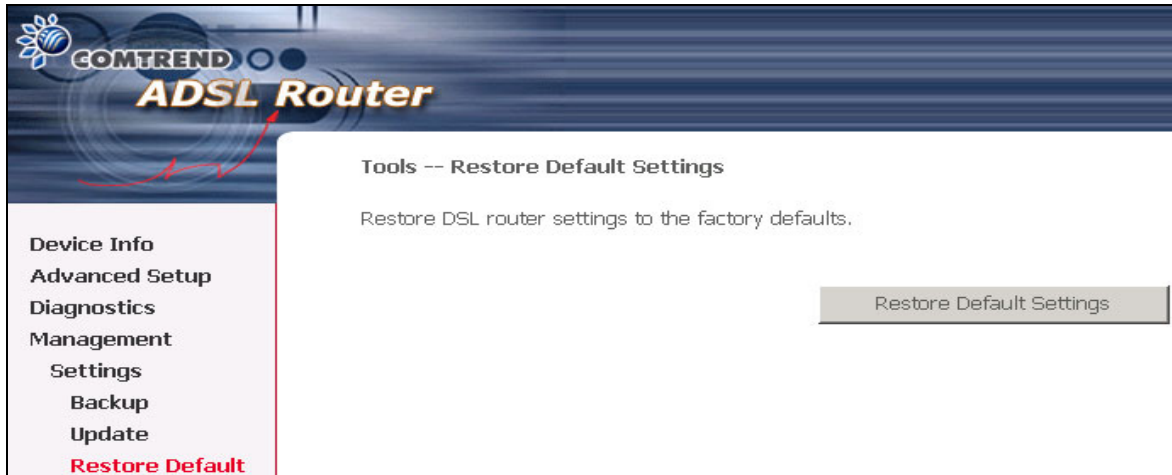 COMTREND
ADSL Router
Tools -- Restore Default Settings
Restore DSL router settings to the factory defaults.
Restore Default Settings
Device Info
Advanced Setup
Diagnostics
Management
Settings
Backup
Update
Restore Default